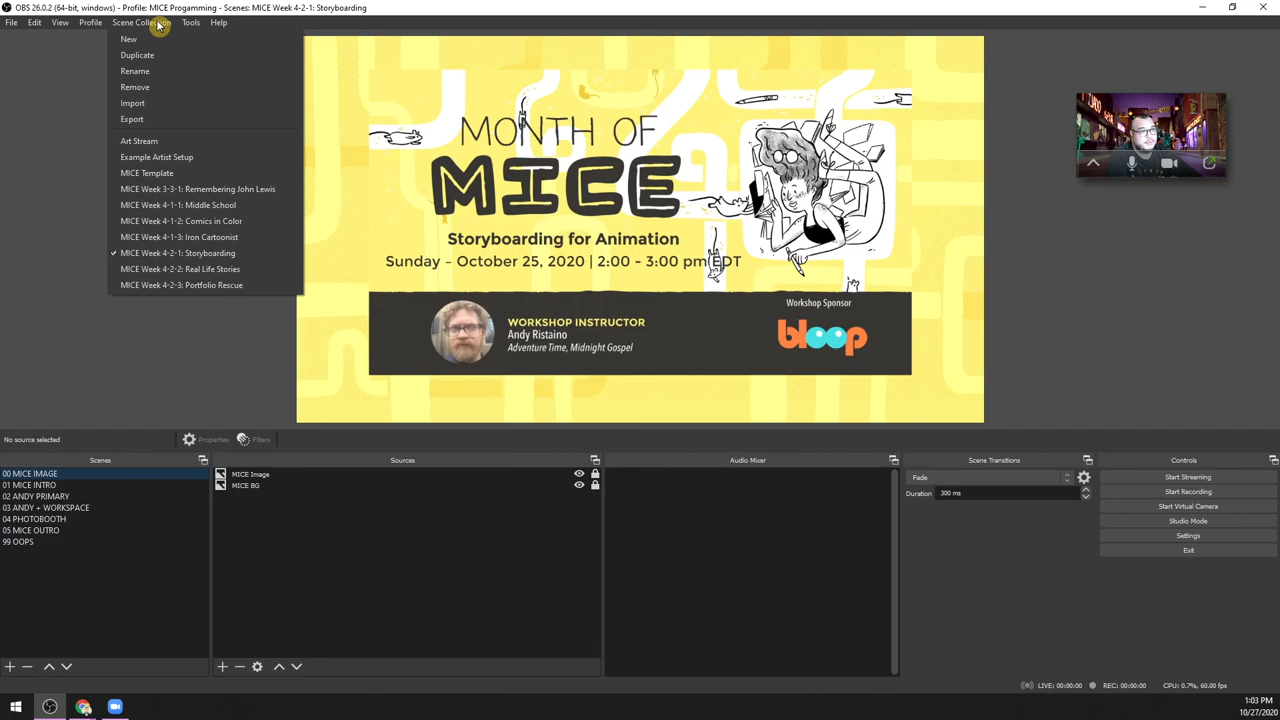 OBS 26.0.2 (64-bit, windows) - Profile: MICE Progamming - Scenes: MICE Week 4-2-1: Storyboarding
File Edit View Profile Scene Collection Tools Help
New
Duplicate
Rename
Remove
Import
Export
Art Stream
Example Artist Setup
MICE Template
MICE Week 3-3-1: Remembering John Lewis
MICE Week 4-1-1: Middle School
MICE Week 4-1-2: Comics in Color
MICE Week 4-1-3: Iron Cartoonist
MICE Week 4-2-1: Storyboarding
MICE Week 4-2-2: Real Life Stories
MICE Week 4-2-3: Portfolio Rescue
MONTH OF
MICE
Storyboarding for Animation
Sunday – October 25, 2020 | 2:00 - 3:00 pm EDT
WORKSHOP INSTRUCTOR
Andy Ristaino
Adventure Time, Midnight Gospel
Workshop Sponsor
bloop
No source selected
Properties
Filters
Scenes
00 MICE IMAGE
01 MICE INTRO
02 ANDY PRIMARY
03 ANDY + WORKSPACE
04 PHOTOBOOTH
05 MICE OUTRO
99 OOPS
Sources
MICE Image
MICE BG
Audio Mixer
Scene Transitions
Fade
Duration 300 ms
Controls
Start Streaming
Start Recording
Start Virtual Camera
Studio Mode
Settings
Exit
LIVE: 00:00:00 REC: 00:00:00 CPU: 0.7%, 60.00 fps
1:03 PM
10/27/2020